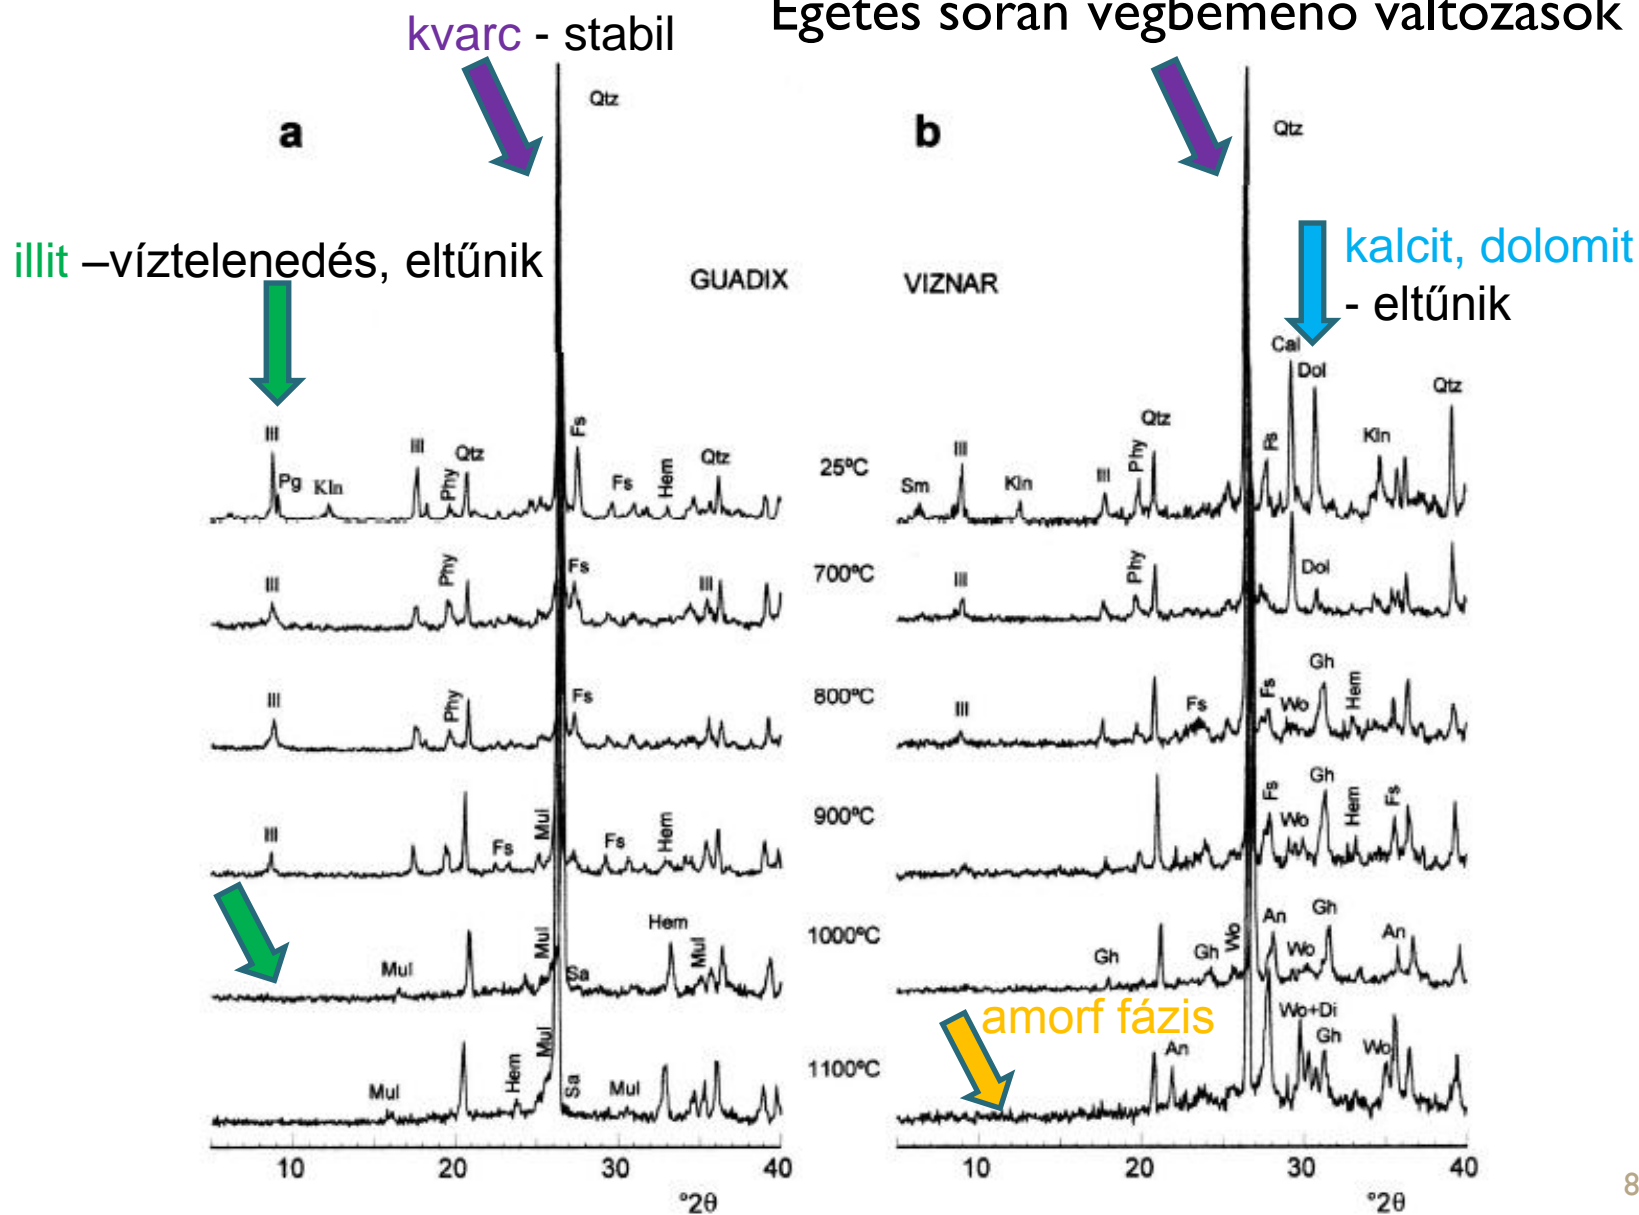 Égetés során végbemenő változások
kvarc - stabil
Qtz
Qtz
a
b
illit –víztelenedés, eltűnik
kalcit, dolomit
- eltűnik
GUADIX
VIZNAR
Ill
Pg
Kln
Ill
Phy
Qtz
Fs
Fs
Hem
Qtz
25ºC
Sm
Ill
Kln
Ill
Phy
Qtz
Fs
Cal
Dol
Kln
Qtz
Ill
Phy
Fs
Ill
700ºC
Ill
Phy
Dol
Ill
Phy
Fs
800ºC
Ill
Fs
Fs
Wo
Gh
Hem
Ill
Fs
Mul
Fs
Hem
900ºC
Fs
Wo
Gh
Hem
Fs
Mul
Mul
Sa
Hem
Mul
1000ºC
Gh
Gh
Wo
An
Wo
Gh
An
amorf fázis
Mul
Hem
Mul
Sa
Mul
1100ºC
An
Wo+Di
Gh
Wo
10 20 30 40
°2θ
10 20 30 40
°2θ
8